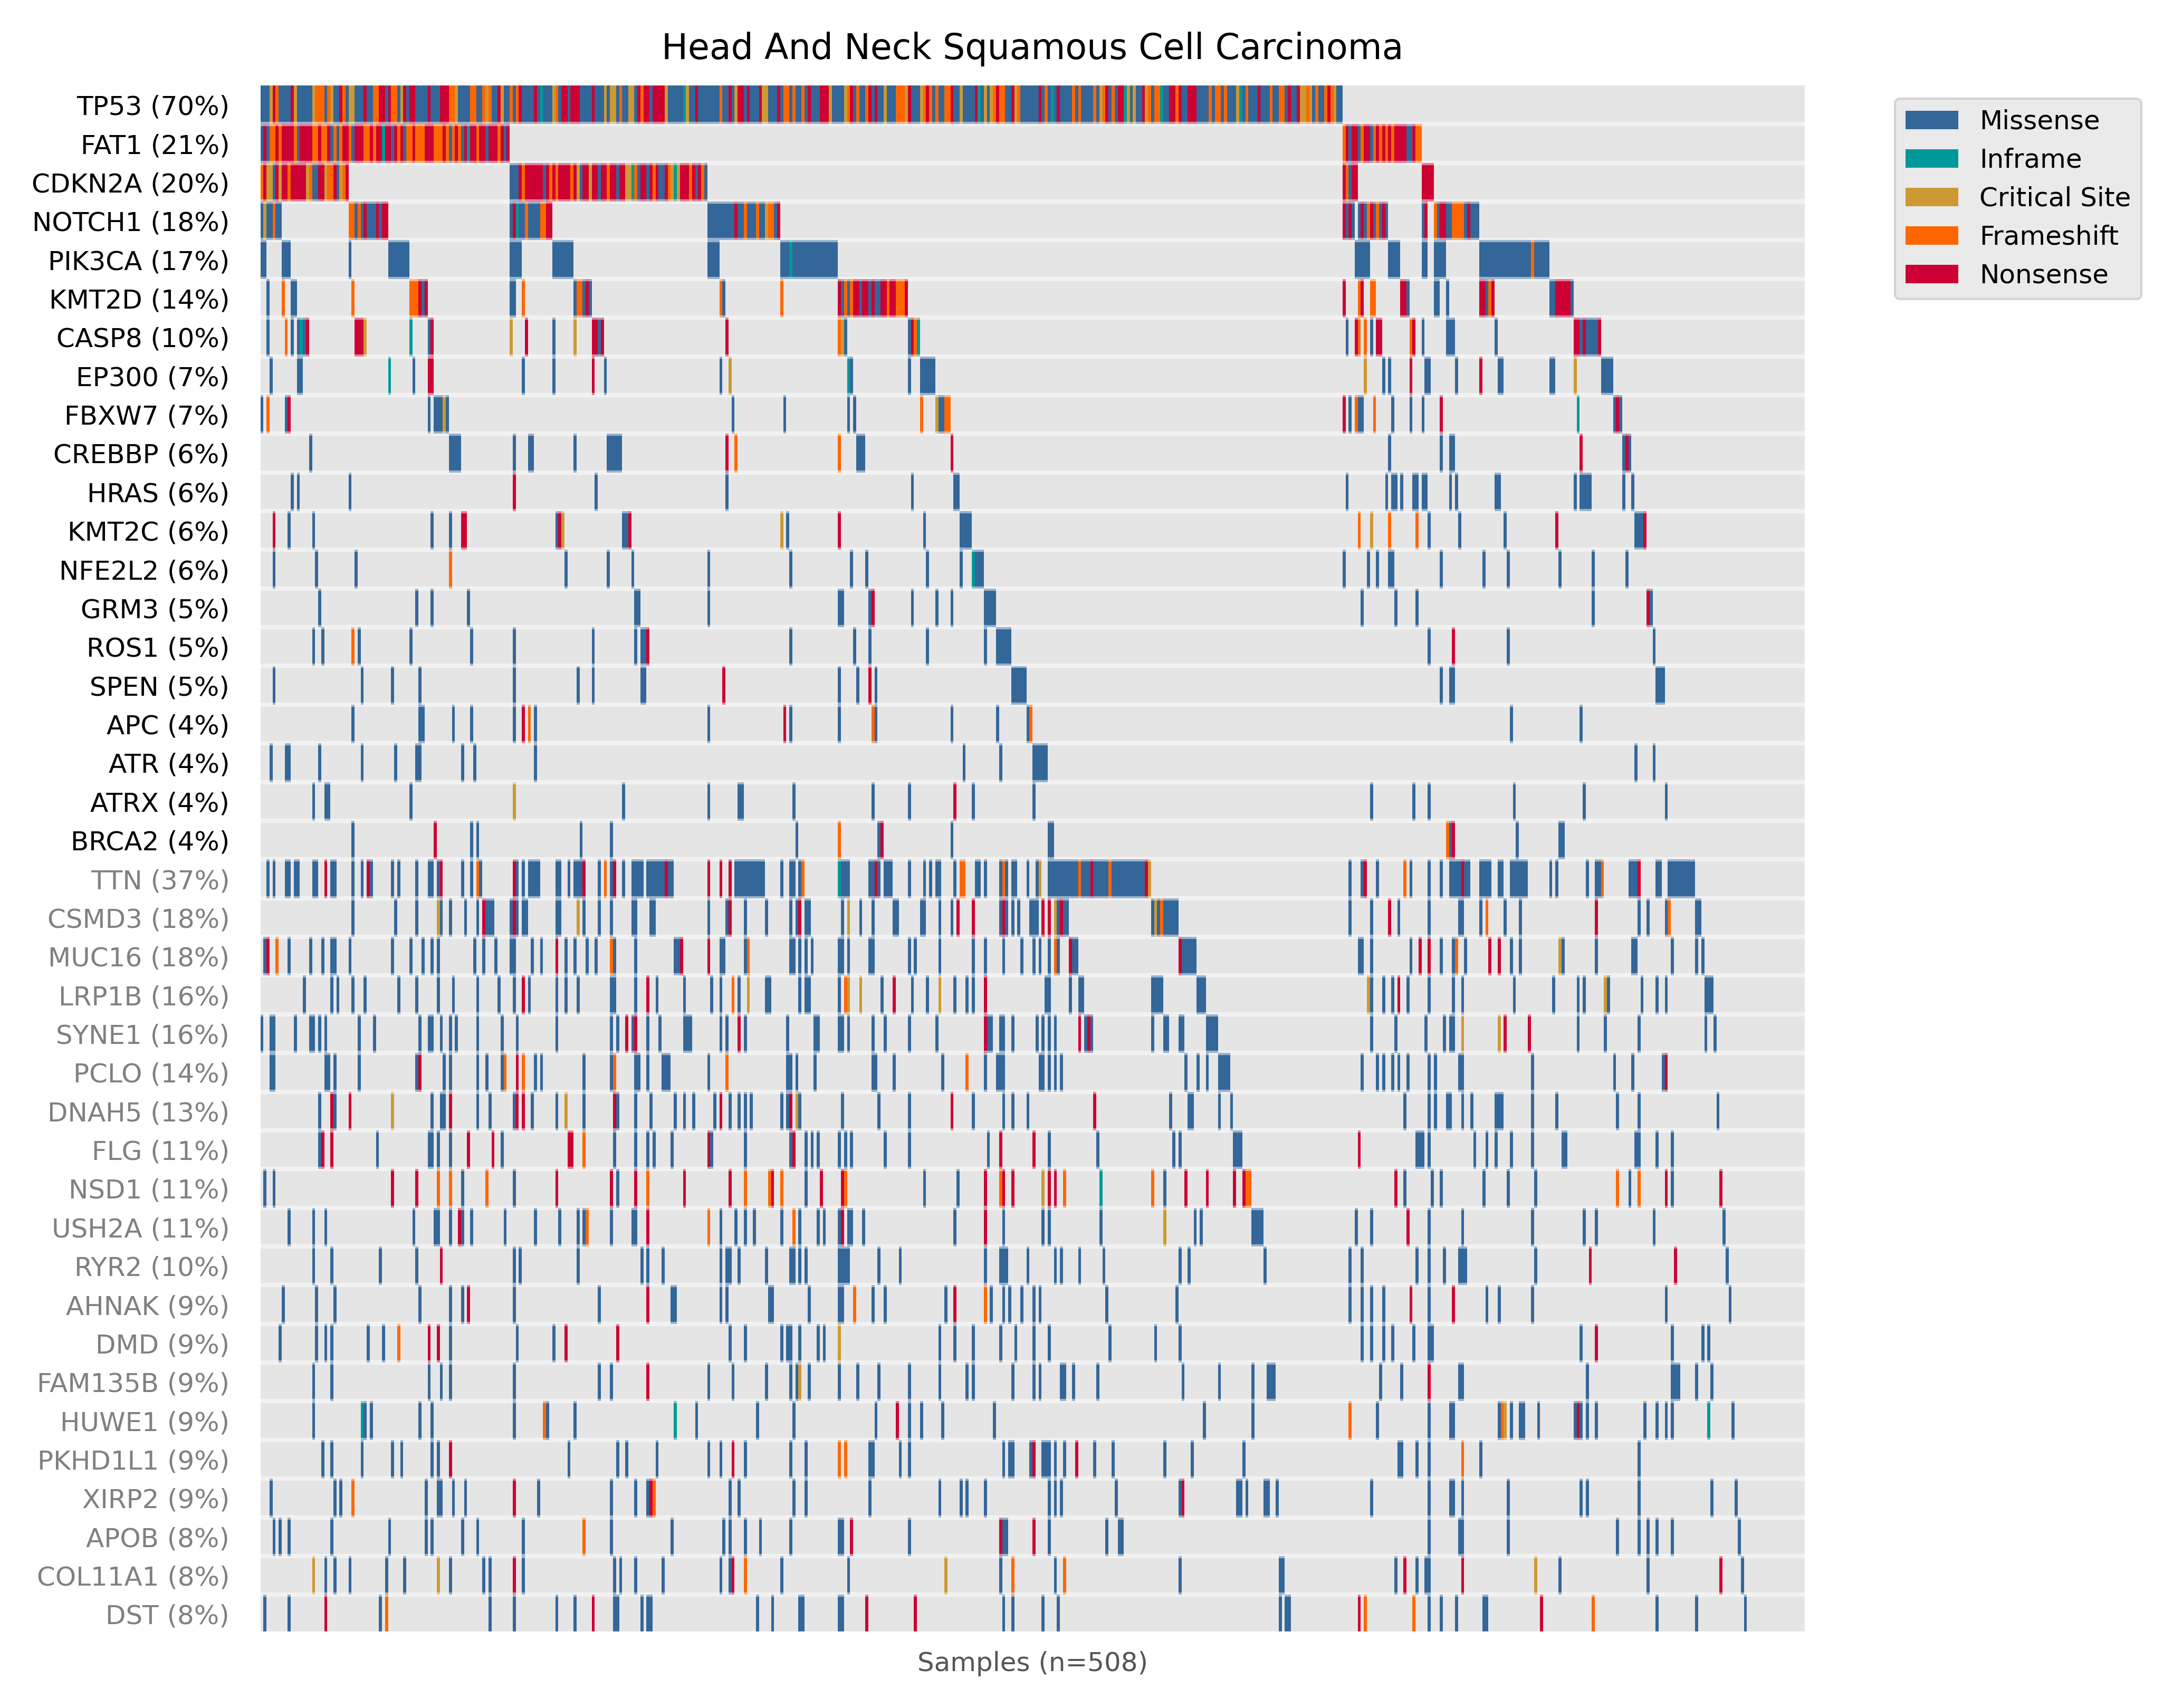 Head And Neck Squamous Cell Carcinoma
TP53 (70%)
FAT1 (21%)
CDKN2A (20%)
NOTCH1 (18%)
PIK3CA (17%)
KMT2D (14%)
CASP8 (10%)
EP300 (7%)
FBXW7 (7%)
CREBBP (6%)
HRAS (6%)
KMT2C (6%)
NFE2L2 (6%)
GRM3 (5%)
ROS1 (5%)
SPEN (5%)
APC (4%)
ATR (4%)
ATRX (4%)
BRCA2 (4%)
TTN (37%)
CSMD3 (18%)
MUC16 (18%)
LRP1B (16%)
SYNE1 (16%)
PCLO (14%)
DNAH5 (13%)
FLG (11%)
NSD1 (11%)
USH2A (11%)
RYR2 (10%)
AHNAK (9%)
DMD (9%)
FAM135B (9%)
HUWE1 (9%)
PKHD1L1 (9%)
XIRP2 (9%)
APOB (8%)
COL11A1 (8%)
DST (8%)
Samples (n=508)
Missense
Inframe
Critical Site
Frameshift
Nonsense